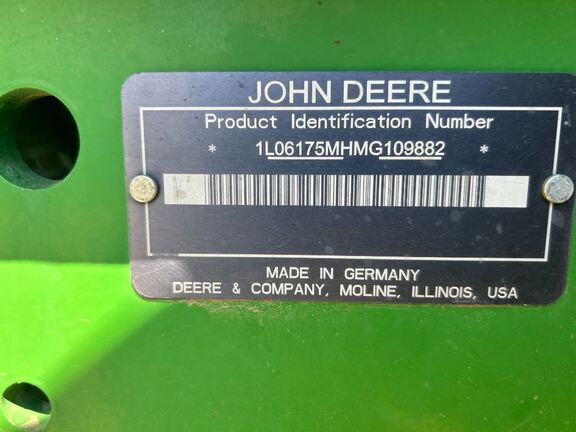 JOHN DEERE
Product Identification Number
* 1L06175MHMG109882 *
MADE IN GERMANY
DEERE & COMPANY, MOLINE, ILLINOIS, USA